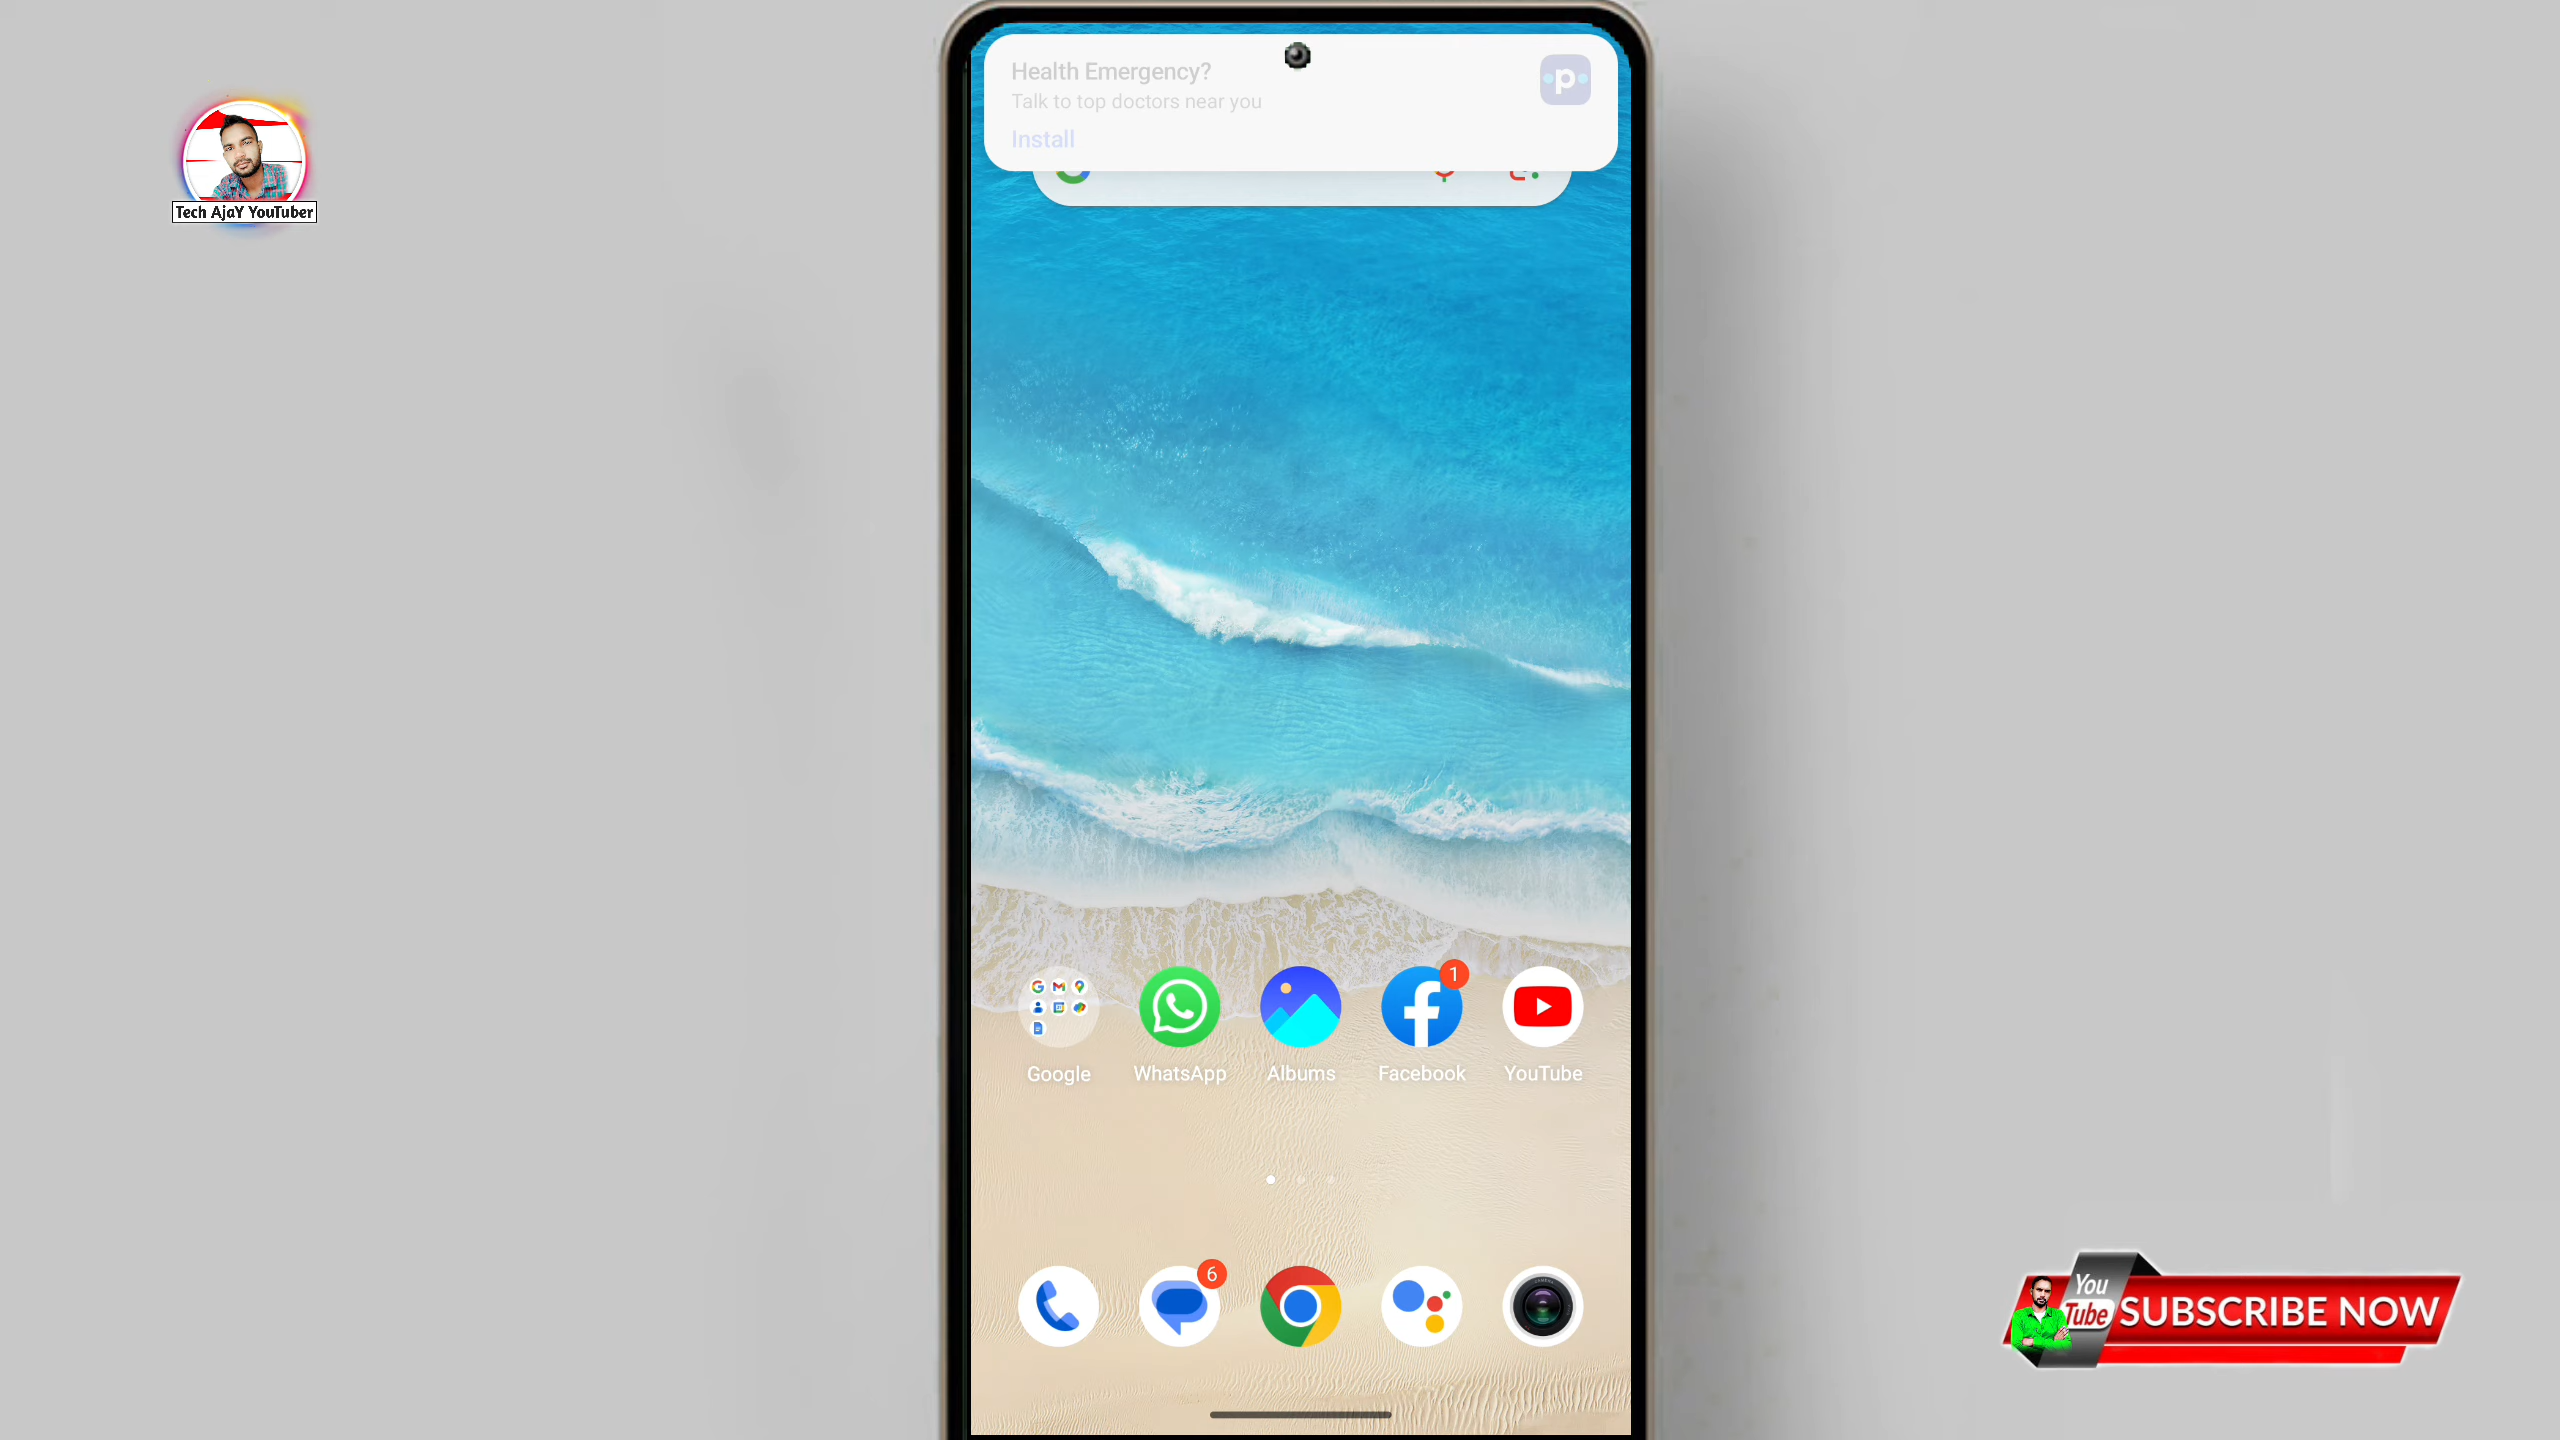 Health Emergency?
Talk to top doctors near you
Install
p
Tech AjaY YouTuber
1
Google
WhatsApp
Albums
Facebook
YouTube
6
You
Tube
SUBSCRIBE NOW